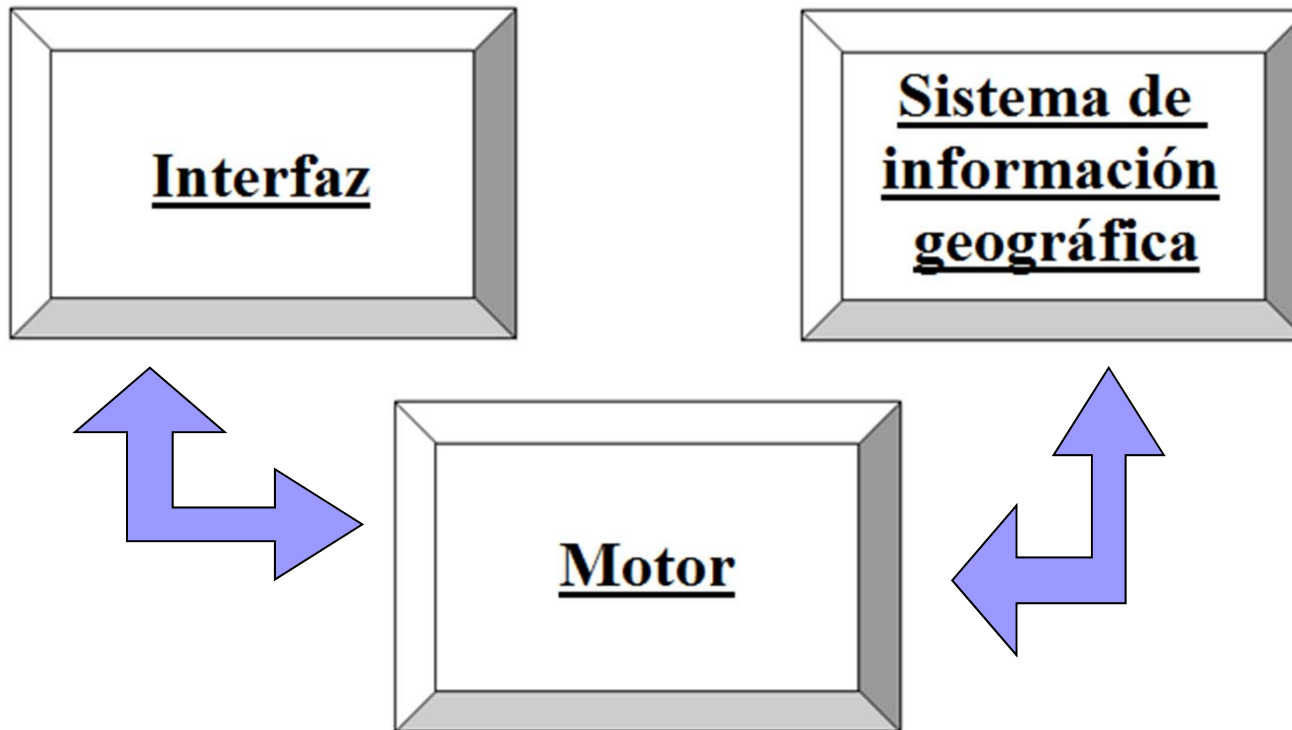 Interfaz
Sistema de
información
geográfica
Motor